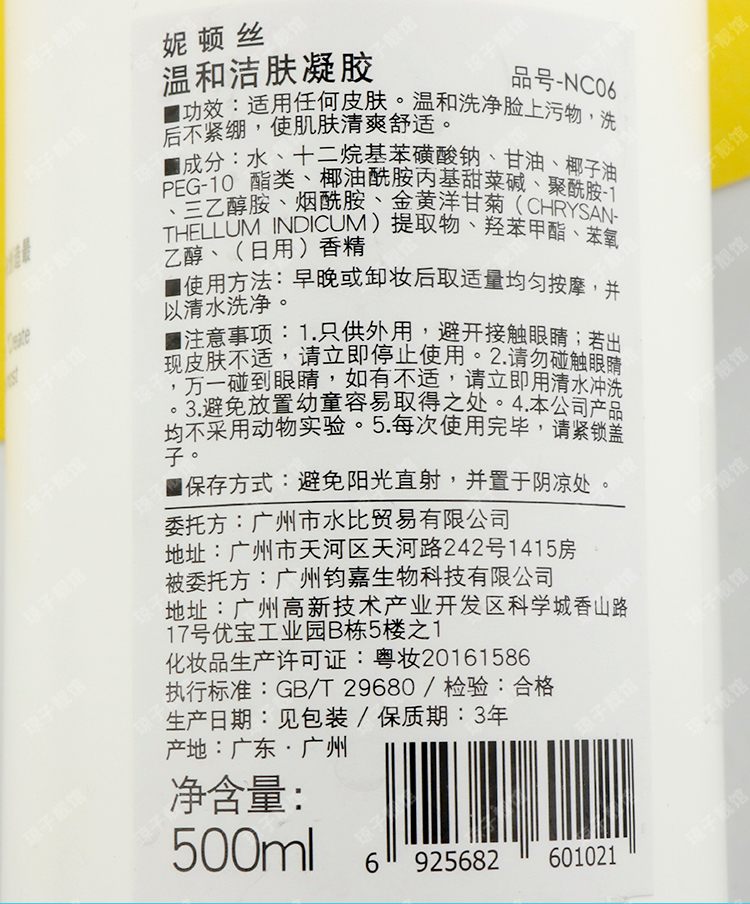 妮顿丝
温和洁肤凝胶
品号-NC06
■功效：适用任何皮肤。温和洗净脸上污物，洗
后不紧绷，使肌肤清爽舒适。
■成分：水、十二烷基苯磺酸钠、甘油、椰子油
PEG-10 酯类、椰油酰胺丙基甜菜碱、聚酰胺-1
、三乙醇胺、烟酰胺、金黄洋甘菊（CHRYSAN-
THELLUM INDICUM）提取物、羟苯甲酯、苯氧
乙醇、（日用）香精
■使用方法：早晚或卸妆后取适量均匀按摩，并
以清水洗净。
■注意事项：1.只供外用，避开接触眼睛；若出
现皮肤不适，请立即停止使用。2.请勿碰触眼睛
，万一碰到眼睛，如有不适，请立即用清水冲洗
。3.避免放置幼童容易取得之处。4.本公司产品
均不采用动物实验。5.每次使用完毕，请紧锁盖
子。
■保存方式：避免阳光直射，并置于阴凉处。
委托方：广州市水比贸易有限公司
地址：广州市天河区天河路242号1415房
被委托方：广州钧嘉生物科技有限公司
地址：广州高新技术产业开发区科学城香山路
17号优宝工业园B栋5楼之1
化妆品生产许可证：粤妆20161586
执行标准：GB/T 29680 / 检验：合格
生产日期：见包装 / 保质期：3年
产地：广东·广州
净含量：
500ml
6 925682 601021